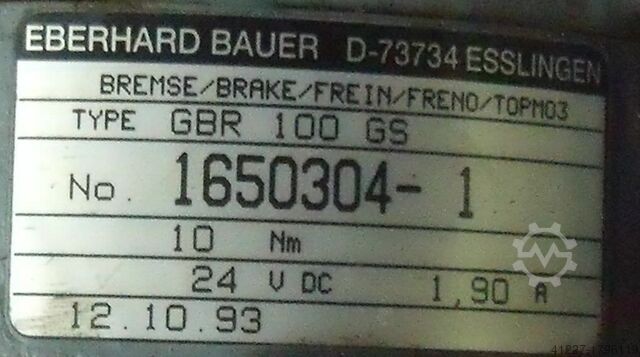 EBERHARD BAUER D-73734 ESSLINGEN
BREMSE/BRAKE/FREIN/FRENO/TOPMO3
TYPE GBR 100 GS
No. 1650304-1
10 Nm
24 V DC 1,90 A
12.10.93